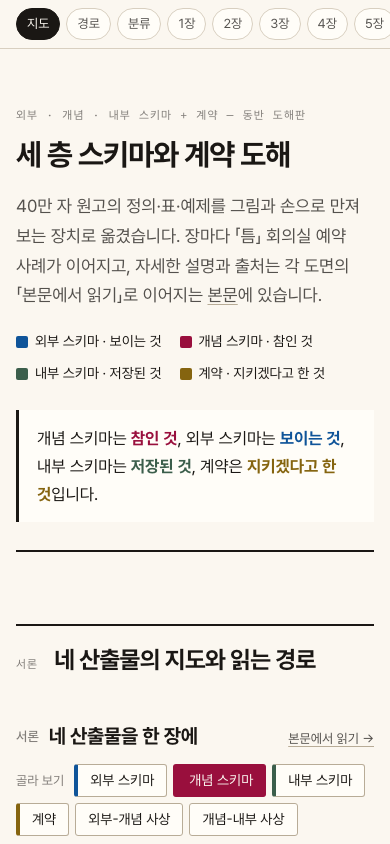 지도 경로 분류 1장 2장 3장 4장 5장
외부 · 개념 · 내부 스키마 + 계약 — 동반 도해판
세 층 스키마와 계약 도해
40만 자 원고의 정의·표·예제를 그림과 손으로 만져
보는 장치로 옮겼습니다. 장마다 「틈」 회의실 예약
사례가 이어지고, 자세한 설명과 출처는 각 도면의
「본문에서 읽기」로 이어지는 본문에 있습니다.
외부 스키마 · 보이는 것 개념 스키마 · 참인 것
내부 스키마 · 저장된 것 계약 · 지키겠다고 한 것
개념 스키마는 참인 것, 외부 스키마는 보이는 것,
내부 스키마는 저장된 것, 계약은 지키겠다고 한
것입니다.
서론 네 산출물의 지도와 읽는 경로
서론 네 산출물을 한 장에 본문에서 읽기 →
골라 보기 외부 스키마 개념 스키마 내부 스키마
계약 외부-개념 사상 개념-내부 사상